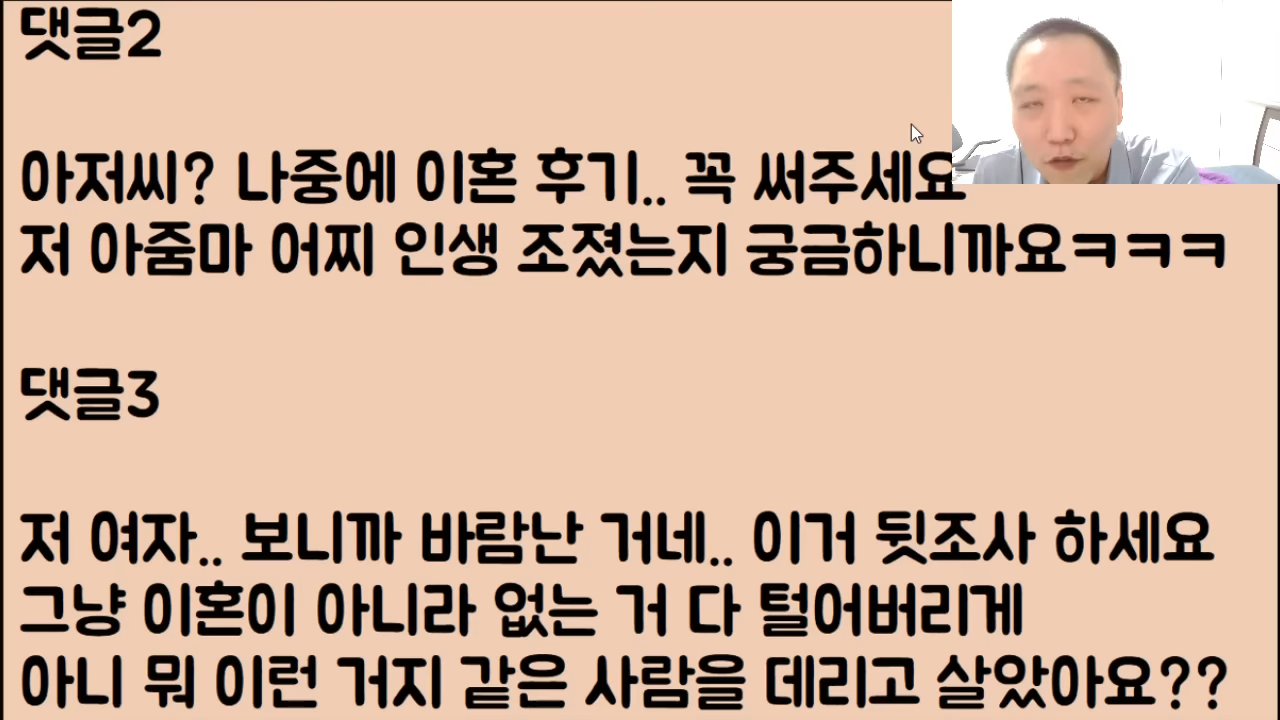 댓글2
아저씨? 나중에 이혼 후기.. 꼭 써주세요
저 아줌마 어찌 인생 조졌는지 궁금하니까요ㅋㅋㅋ
댓글3
저 여자.. 보니까 바람난 거네.. 이거 뒷조사 하세요
그냥 이혼이 아니라 없는 거 다 털어버리게
아니 뭐 이런 거지 같은 사람을 데리고 살았아요??